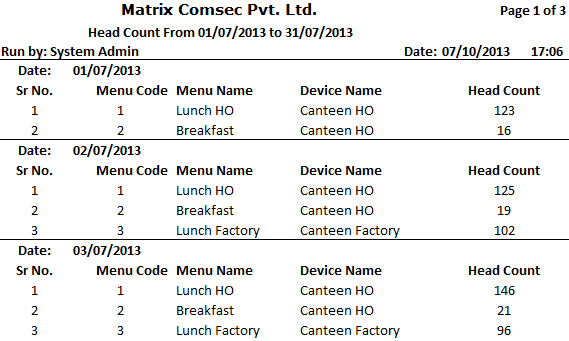 Matrix Comsec Pvt. Ltd. Page 1 of 3
Head Count From 01/07/2013 to 31/07/2013
Run by: System Admin Date: 07/10/2013 17:06
Date: 01/07/2013
Sr No. Menu Code Menu Name Device Name Head Count
1 1 Lunch HO Canteen HO 123
2 2 Breakfast Canteen HO 16
Date: 02/07/2013
Sr No. Menu Code Menu Name Device Name Head Count
1 1 Lunch HO Canteen HO 125
2 2 Breakfast Canteen HO 19
3 3 Lunch Factory Canteen Factory 102
Date: 03/07/2013
Sr No. Menu Code Menu Name Device Name Head Count
1 1 Lunch HO Canteen HO 146
2 2 Breakfast Canteen HO 21
3 3 Lunch Factory Canteen Factory 96